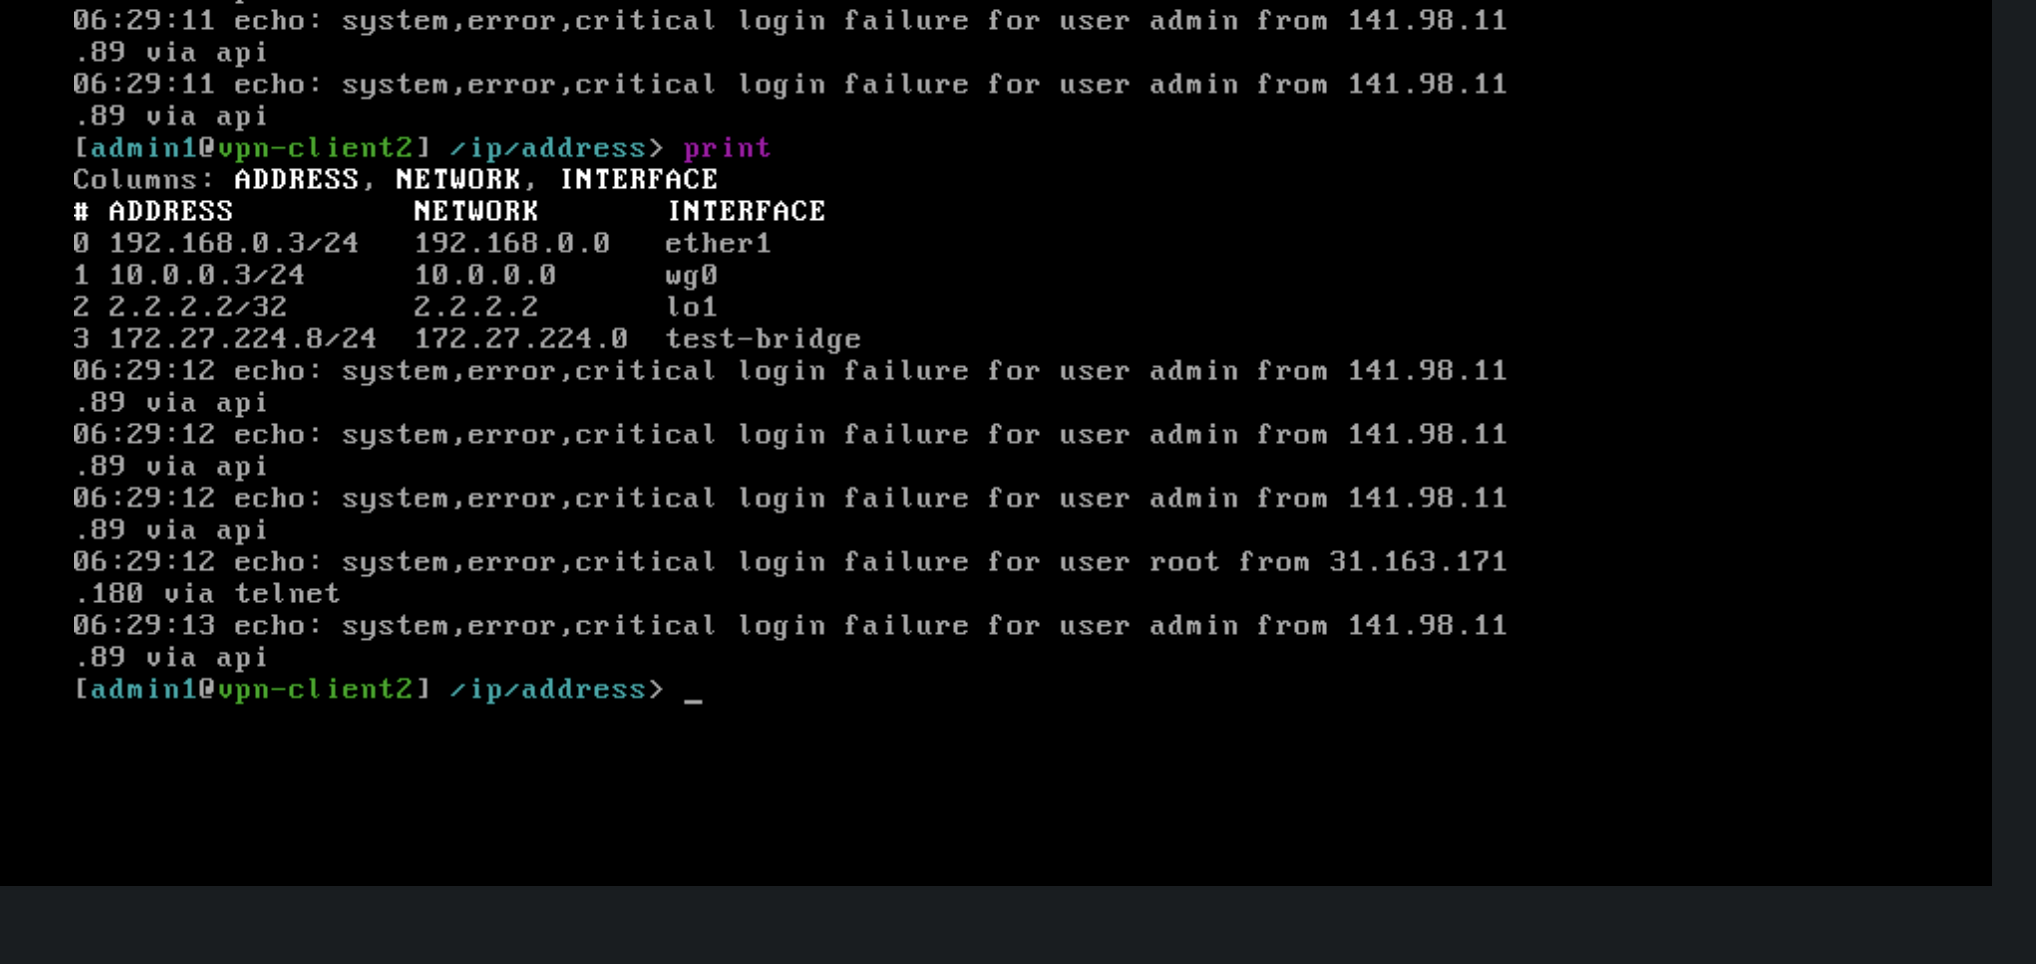 06:29:11 echo: system,error,critical login failure for user admin from 141.98.11
.89 via api
06:29:11 echo: system,error,critical login failure for user admin from 141.98.11
.89 via api
[admin1@vpn-client2] /ip/address> print
Columns: ADDRESS, NETWORK, INTERFACE
# ADDRESS NETWORK INTERFACE
0 192.168.0.3/24 192.168.0.0 ether1
1 10.0.0.3/24 10.0.0.0 wg0
2 2.2.2.2/32 2.2.2.2 lo1
3 172.27.224.8/24 172.27.224.0 test-bridge
06:29:12 echo: system,error,critical login failure for user admin from 141.98.11
.89 via api
06:29:12 echo: system,error,critical login failure for user admin from 141.98.11
.89 via api
06:29:12 echo: system,error,critical login failure for user admin from 141.98.11
.89 via api
06:29:12 echo: system,error,critical login failure for user root from 31.163.171
.180 via telnet
06:29:13 echo: system,error,critical login failure for user admin from 141.98.11
.89 via api
[admin1@vpn-client2] /ip/address> _